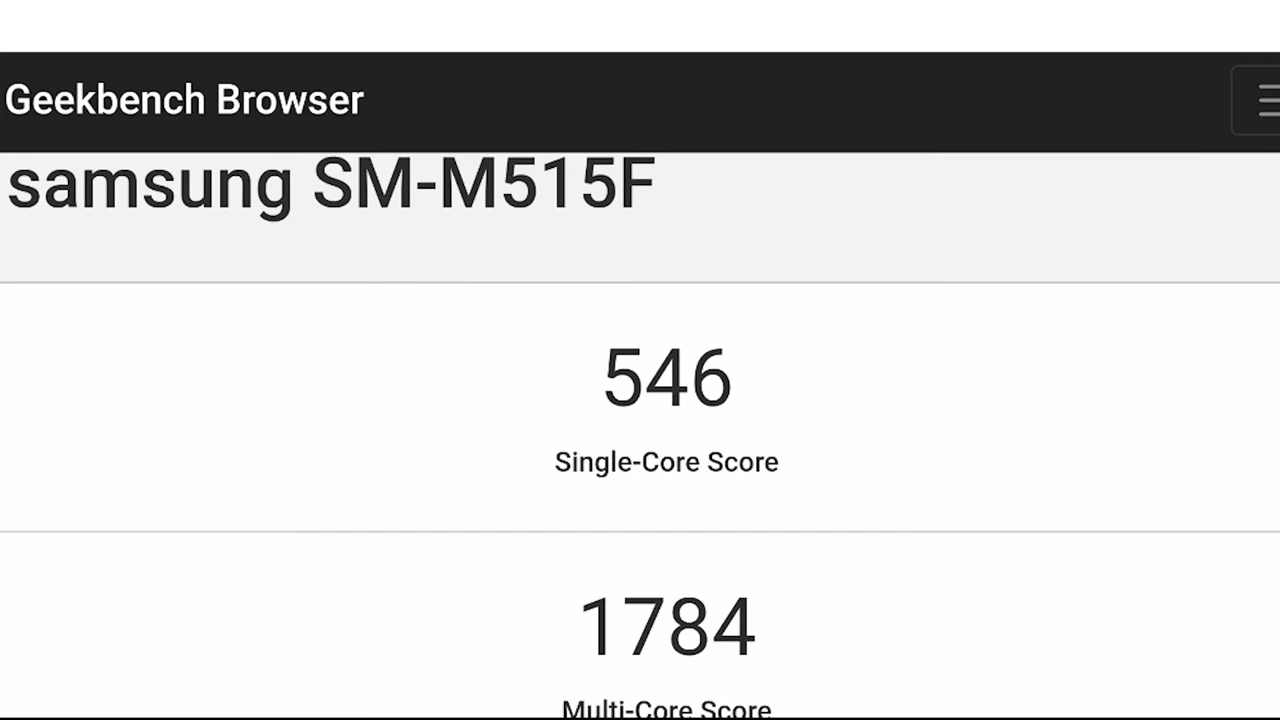 Geekbench Browser
samsung SM-M515F
546
Single-Core Score
1784
Multi-Core Score